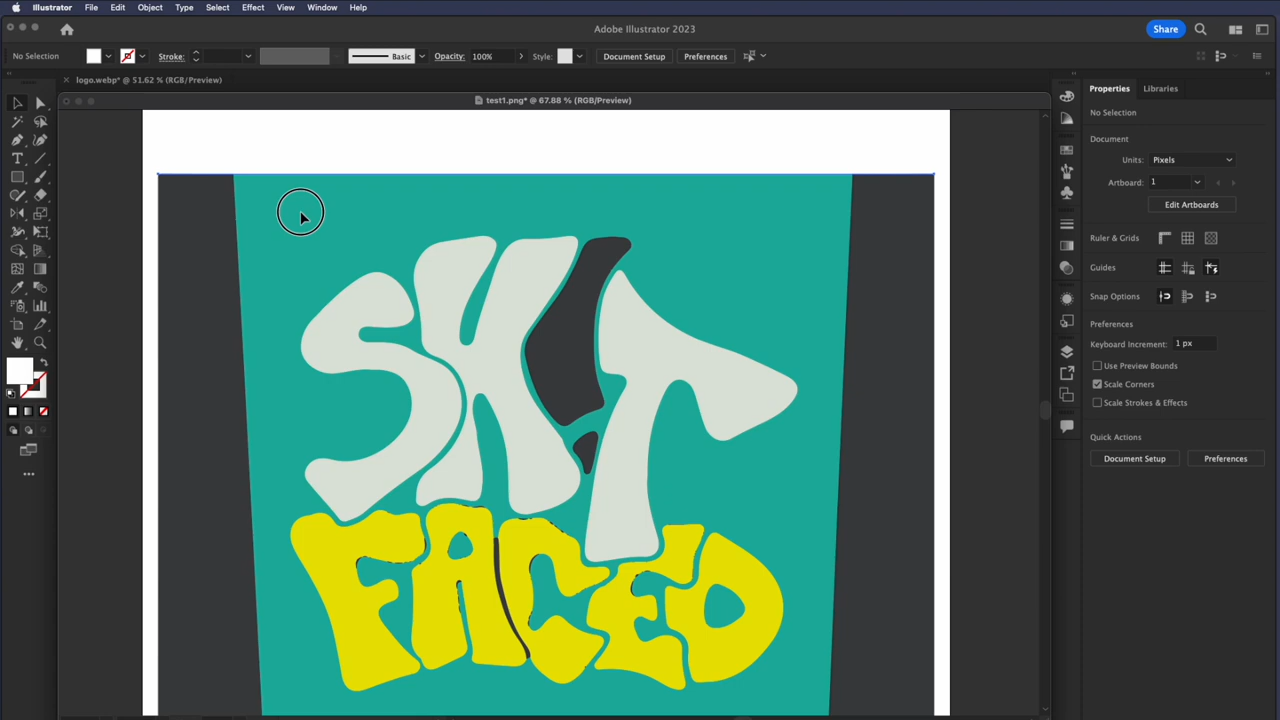 Illustrator File Edit Object Type Select Effect View Window Help
Adobe Illustrator 2023
Share
No Selection Stroke: Basic Opacity: 100% Style: Document Setup Preferences
× logo.webp* @ 51.62 % (RGB/Preview)
test1.png* @ 67.88 % (RGB/Preview)
Properties Libraries
No Selection
Document
Units: Pixels
Artboard: 1
Edit Artboards
Ruler & Grids
Guides
Snap Options
Preferences
Keyboard Increment: 1 px
Use Preview Bounds
Scale Corners
Scale Strokes & Effects
Quick Actions
Document Setup Preferences
SH!T
FACED